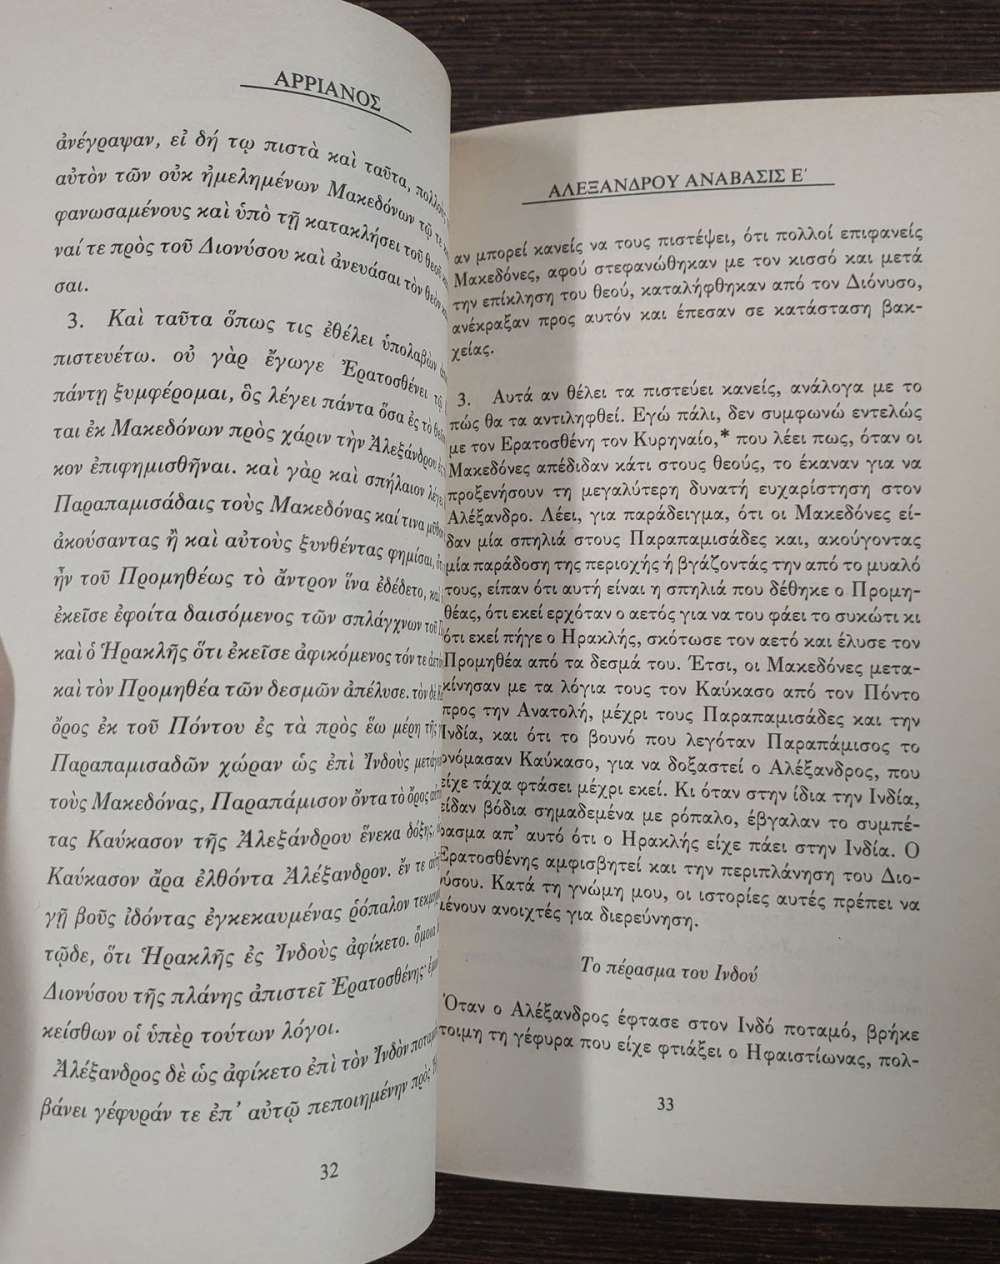 ΑΡΡΙΑΝΟΣ
ἀνέγραψαν, εἰ δή τῳ πιστὰ καὶ ταῦτα, πολλοὺς
αὐτὸν τῶν οὐκ ἠμελημένων Μακεδόνων τῷ τε
φανωσαμένους καὶ ὑπὸ τῇ κατακλήσει τοῦ θεοῦ
ναί τε πρὸς τοῦ Διονύσου καὶ ἀνευάσαι τὸν θεὸν
σαι.
3. Καὶ ταῦτα ὅπως τις ἐθέλει ὑπολαβὼν
πιστευέτω. οὐ γὰρ ἔγωγε Ἐρατοσθένει τῷ
πάντῃ ξυμφέρομαι, ὃς λέγει πάντα ὅσα ἐς τὸ
ται ἐκ Μακεδόνων πρὸς χάριν τὴν Ἀλεξάνδρου
κον ἐπιφημισθῆναι. καὶ γὰρ καὶ σπήλαιον λέγει
Παραπαμισάδαις τοὺς Μακεδόνας καί τινα
ἀκούσαντας ἢ καὶ αὐτοὺς ξυνθέντας φημίσαι,
ἦν τοῦ Προμηθέως τὸ ἄντρον ἵνα ἐδέδετο,
ἐκεῖσε ἐφοίτα δαισόμενος τῶν σπλάγχνων τοῦ
καὶ ὁ Ἡρακλῆς ὅτι ἐκεῖσε ἀφικόμενος τόν τε
καὶ τὸν Προμηθέα τῶν δεσμῶν ἀπέλυσε. τὸν δὲ
ὄρος ἐκ τοῦ Πόντου ἐς τὰ πρὸς ἕω μέρη τῆς
Παραπαμισαδῶν χώραν ὡς ἐπὶ Ἰνδοὺς
τοὺς Μακεδόνας, Παραπάμισον ὄντα τὸ ὄρος
τας Καύκασον τῆς Ἀλεξάνδρου ἕνεκα δόξης,
Καύκασον ἄρα ἐλθόντα Ἀλέξανδρον. ἔν τε
γῇ βοῦς ἰδόντας ἐγκεκαυμένας ῥόπαλον
τῷδε, ὅτι Ἡρακλῆς ἐς Ἰνδοὺς ἀφίκετο. ὅμοια
Διονύσου τῆς πλάνης ἀπιστεῖ Ἐρατοσθένης·
κείσθων οἱ ὑπὲρ τούτων λόγοι.
Ἀλέξανδρος δὲ ὡς ἀφίκετο ἐπὶ τὸν Ἰνδὸν
βάνει γέφυράν τε ἐπ' αὐτῷ πεποιημένην πρὸς
32
ΑΛΕΞΑΝΔΡΟΥ ΑΝΑΒΑΣΙΣ Ε'
αν μπορεί κανείς να τους πιστέψει, ότι πολλοί επιφανείς
Μακεδόνες, αφού στεφανώθηκαν με τον κισσό και μετά
την επίκληση του θεού, καταλήφθηκαν από τον Διόνυσο,
ανέκραξαν προς αυτόν και έπεσαν σε κατάσταση βακ-
χείας.
3. Αυτά αν θέλει τα πιστεύει κανείς, ανάλογα με το
πώς θα τα αντιληφθεί. Εγώ πάλι, δεν συμφωνώ εντελώς
με τον Ερατοσθένη τον Κυρηναίο,* που λέει πως, όταν οι
Μακεδόνες απέδιδαν κάτι στους θεούς, το έκαναν για να
προξενήσουν τη μεγαλύτερη δυνατή ευχαρίστηση στον
Αλέξανδρο. Λέει, για παράδειγμα, ότι οι Μακεδόνες εί-
δαν μία σπηλιά στους Παραπαμισάδες και, ακούγοντας
μία παράδοση της περιοχής ή βγάζοντάς την από το μυαλό
τους, είπαν ότι αυτή είναι η σπηλιά που δέθηκε ο Προμη-
θέας, ότι εκεί ερχόταν ο αετός για να του φάει το συκώτι κι
ότι εκεί πήγε ο Ηρακλής, σκότωσε τον αετό και έλυσε τον
Προμηθέα από τα δεσμά του. Έτσι, οι Μακεδόνες μετα-
κίνησαν με τα λόγια τους τον Καύκασο από τον Πόντο
προς την Ανατολή, μέχρι τους Παραπαμισάδες και την
Ινδία, και ότι το βουνό που λεγόταν Παραπάμισος το
ονόμασαν Καύκασο, για να δοξαστεί ο Αλέξανδρος, που
είχε τάχα φτάσει μέχρι εκεί. Κι όταν στην ίδια την Ινδία,
είδαν βόδια σημαδεμένα με ρόπαλο, έβγαλαν το συμπέ-
ρασμα απ' αυτό ότι ο Ηρακλής είχε πάει στην Ινδία. Ο
Ερατοσθένης αμφισβητεί και την περιπλάνηση του Διο-
νύσου. Κατά τη γνώμη μου, οι ιστορίες αυτές πρέπει να
μένουν ανοιχτές για διερεύνηση.
Το πέρασμα του Ινδού
Όταν ο Αλέξανδρος έφτασε στον Ινδό ποταμό, βρήκε
τοιμη τη γέφυρα που είχε φτιάξει ο Ηφαιστίωνας, πολ-
33